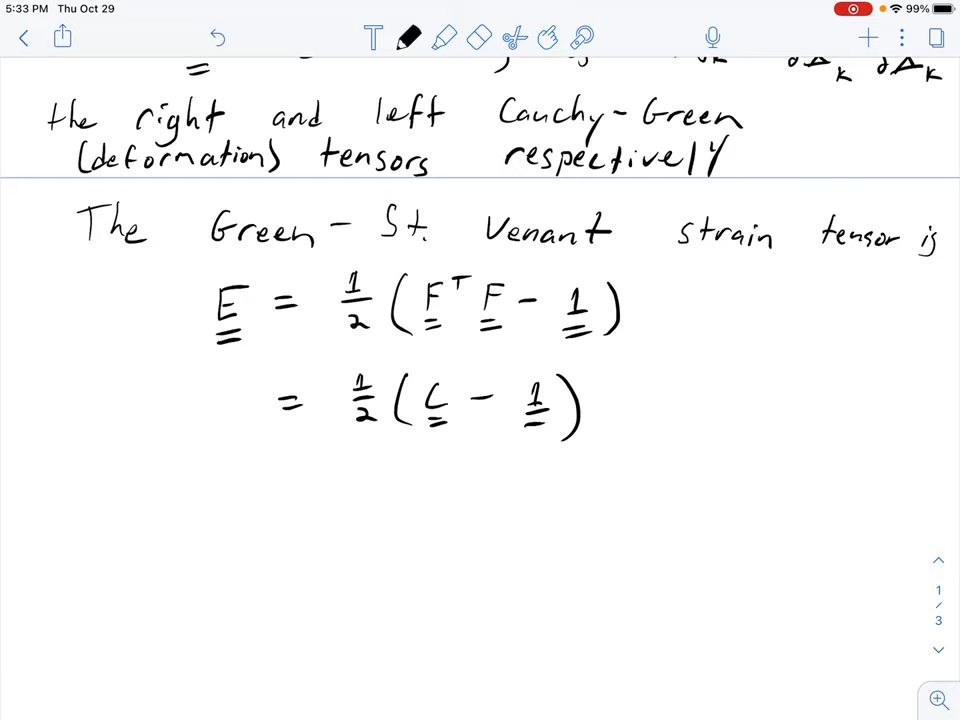 5:33 PM Thu Oct 29 99%
the right and left Cauchy-Green
(deformation) tensors respectively
The Green-St. Venant strain tensor is
E = 1/2 (F^T F - 1)
= 1/2 (C - 1)
1
/
3